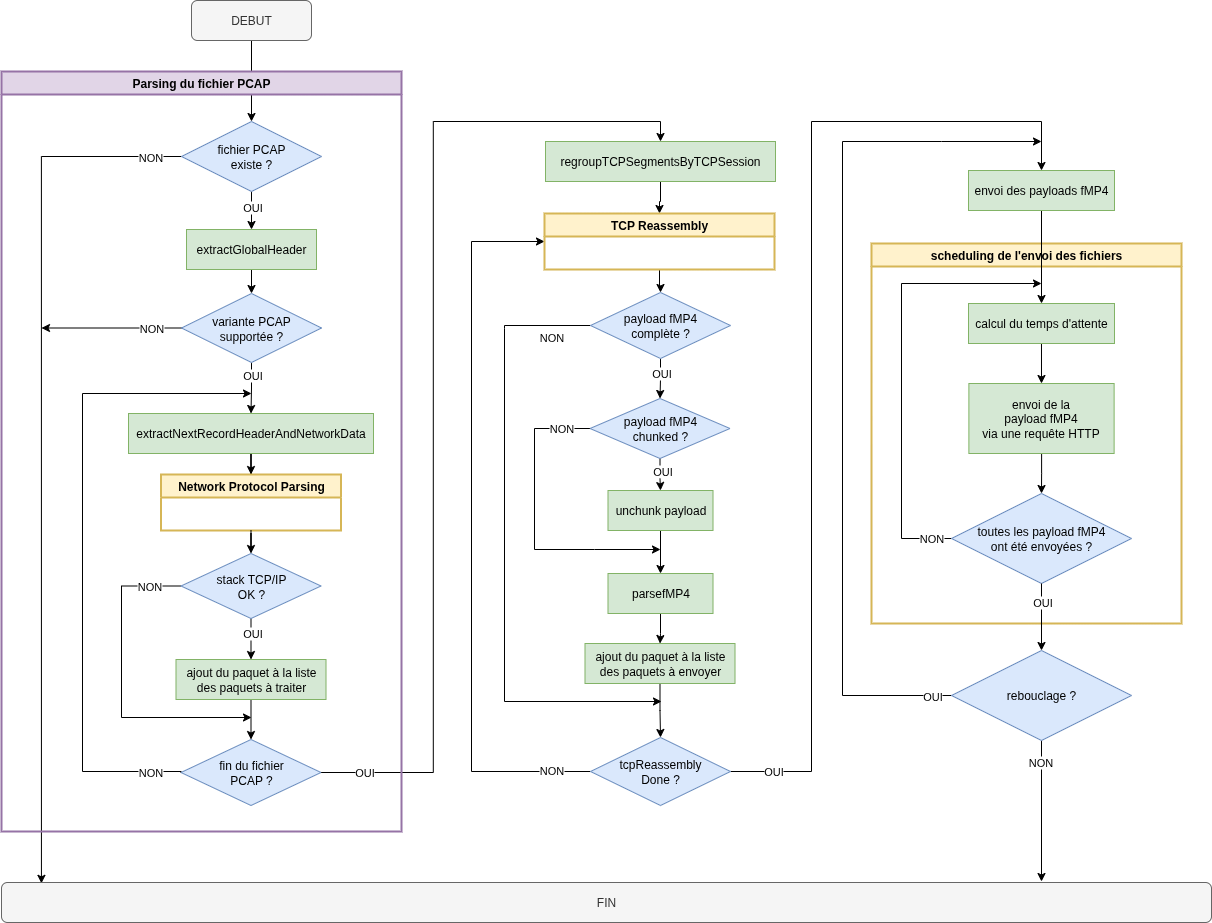 DEBUT
Parsing du fichier PCAP
fichier PCAP
existe ?
NON
OUI
extractGlobalHeader
variante PCAP
supportée ?
NON
OUI
extractNextRecordHeaderAndNetworkData
Network Protocol Parsing
stack TCP/IP
OK ?
NON
OUI
ajout du paquet à la liste
des paquets à traiter
fin du fichier
PCAP ?
NON
OUI
regroupTCPSegmentsByTCPSession
TCP Reassembly
payload fMP4
complète ?
NON
OUI
payload fMP4
chunked ?
NON
OUI
unchunk payload
parsefMP4
ajout du paquet à la liste
des paquets à envoyer
tcpReassembly
Done ?
NON
OUI
envoi des payloads fMP4
scheduling de l'envoi des fichiers
calcul du temps d'attente
envoi de la
payload fMP4
via une requête HTTP
toutes les payload fMP4
ont été envoyées ?
NON
OUI
rebouclage ?
OUI
NON
FIN